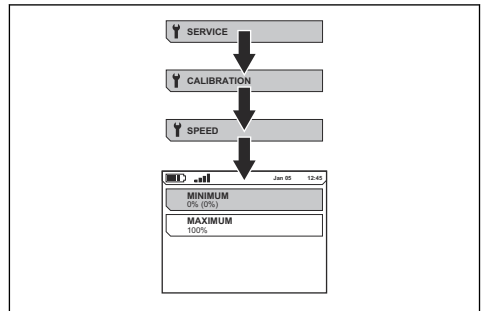 SERVICE
CALIBRATION
SPEED
Jan 05 12:45
MINIMUM
0% (0%)
MAXIMUM
100%